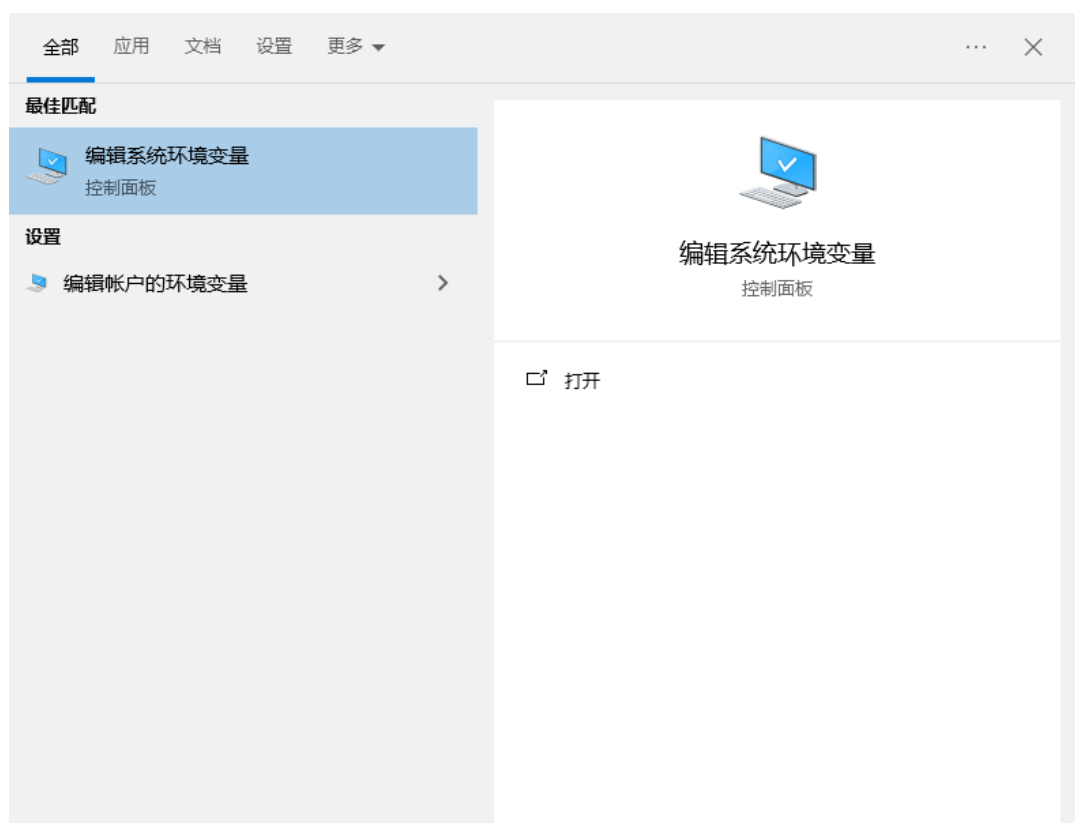 全部 应用 文档 设置 更多
最佳匹配
编辑系统环境变量
控制面板
设置
编辑帐户的环境变量
编辑系统环境变量
控制面板
打开